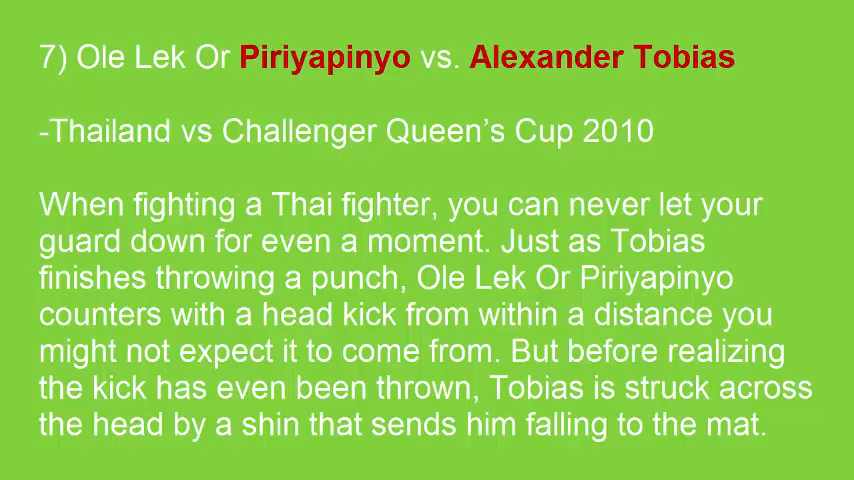 7) Ole Lek Or Piriyapinyo vs. Alexander Tobias
-Thailand vs Challenger Queen’s Cup 2010
When fighting a Thai fighter, you can never let your
guard down for even a moment. Just as Tobias
finishes throwing a punch, Ole Lek Or Piriyapinyo
counters with a head kick from within a distance you
might not expect it to come from. But before realizing
the kick has even been thrown, Tobias is struck across
the head by a shin that sends him falling to the mat.